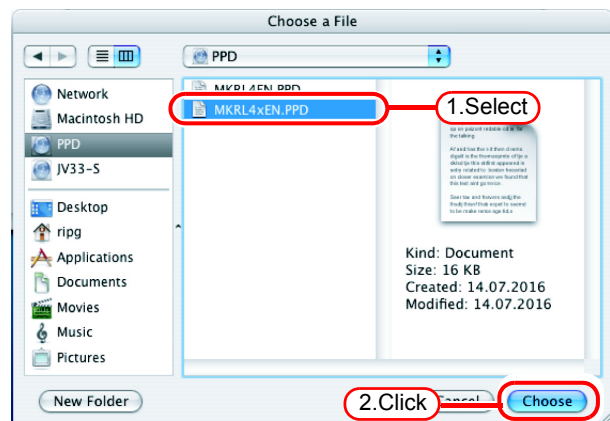 Choose a File
PPD
Network
Macintosh HD
PPD
JV33-S
Desktop
ripg
Applications
Documents
Movies
Music
Pictures
MKRL4EN.PPD
MKRL4xEN.PPD
1.Select
Kind: Document
Size: 16 KB
Created: 14.07.2016
Modified: 14.07.2016
New Folder
2.Click
Cancel
Choose